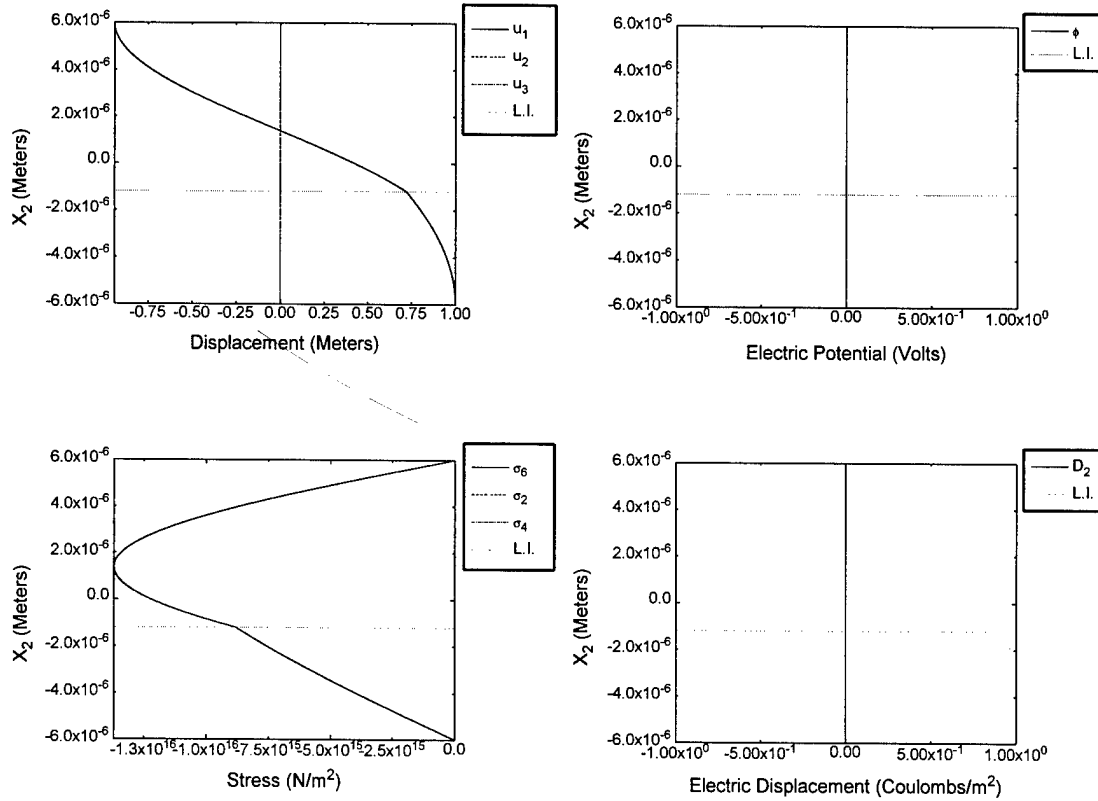 6.0x10⁻⁶
4.0x10⁻⁶
2.0x10⁻⁶
0.0
-2.0x10⁻⁶
-4.0x10⁻⁶
-6.0x10⁻⁶
X₂ (Meters)
-0.75 -0.50 -0.25 0.00 0.25 0.50 0.75 1.00
Displacement (Meters)
u₁
u₂
u₃
L.I.
6.0x10⁻⁶
4.0x10⁻⁶
2.0x10⁻⁶
0.0
-2.0x10⁻⁶
-4.0x10⁻⁶
-6.0x10⁻⁶
X₂ (Meters)
-1.00x10⁰ -5.00x10⁻¹ 0.00 5.00x10⁻¹ 1.00x10⁰
Electric Potential (Volts)
ϕ
L.I.
6.0x10⁻⁶
4.0x10⁻⁶
2.0x10⁻⁶
0.0
-2.0x10⁻⁶
-4.0x10⁻⁶
-6.0x10⁻⁶
X₂ (Meters)
-1.3x10¹⁶ -1.0x10¹⁶ -7.5x10¹⁵ -5.0x10¹⁵ -2.5x10¹⁵ 0.0
Stress (N/m²)
σ₆
σ₂
σ₄
L.I.
6.0x10⁻⁶
4.0x10⁻⁶
2.0x10⁻⁶
0.0
-2.0x10⁻⁶
-4.0x10⁻⁶
-6.0x10⁻⁶
X₂ (Meters)
-1.00x10⁰ -5.00x10⁻¹ 0.00 5.00x10⁻¹ 1.00x10⁰
Electric Displacement (Coulombs/m²)
D₂
L.I.